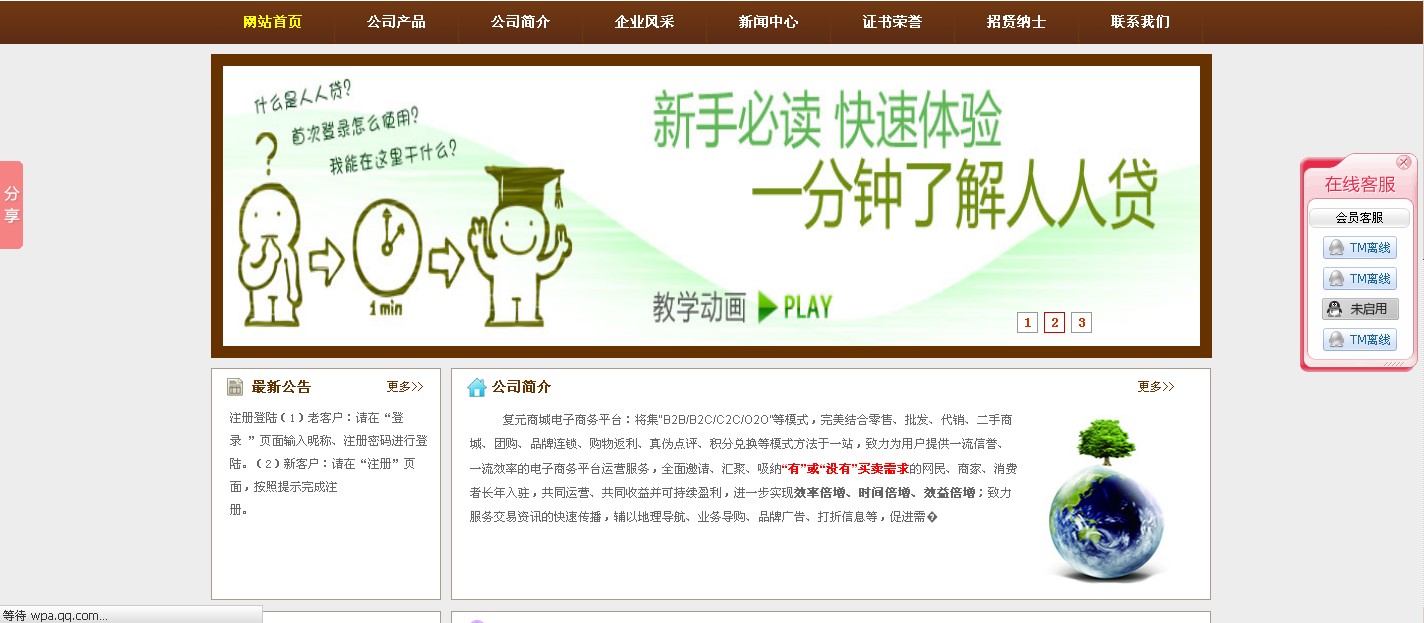 网站首页 公司产品 公司简介 企业风采 新闻中心 证书荣誉 招贤纳士 联系我们
什么是人人贷?
首次登录怎么使用?
我能在这里干什么?
1 min
新手必读 快速体验
一分钟了解人人贷
教学动画 PLAY
1 2 3
分享
在线客服
会员客服
TM离线
TM离线
未启用
TM离线
最新公告 更多>>
注册登陆（1）老客户：请在“登
录 ”页面输入昵称、注册密码进行登
陆。（2）新客户：请在“注册”页
面，按照提示完成注
册。
公司简介 更多>>
复元商城电子商务平台：将集"B2B/B2C/C2C/O2O"等模式，完美结合零售、批发、代销、二手商
城、团购、品牌连锁、购物返利、真伪点评、积分兑换等模式方法于一站，致力为用户提供一流信誉、
一流效率的电子商务平台运营服务，全面邀请、汇聚、吸纳“有”或“没有”买卖需求的网民、商家、消费
者长年入驻，共同运营、共同收益并可持续盈利，进一步实现效率倍增、时间倍增、效益倍增；致力
服务交易资讯的快速传播，辅以地理导航、业务导购、品牌广告、打折信息等，促进需�
等待 wpa.qq.com...